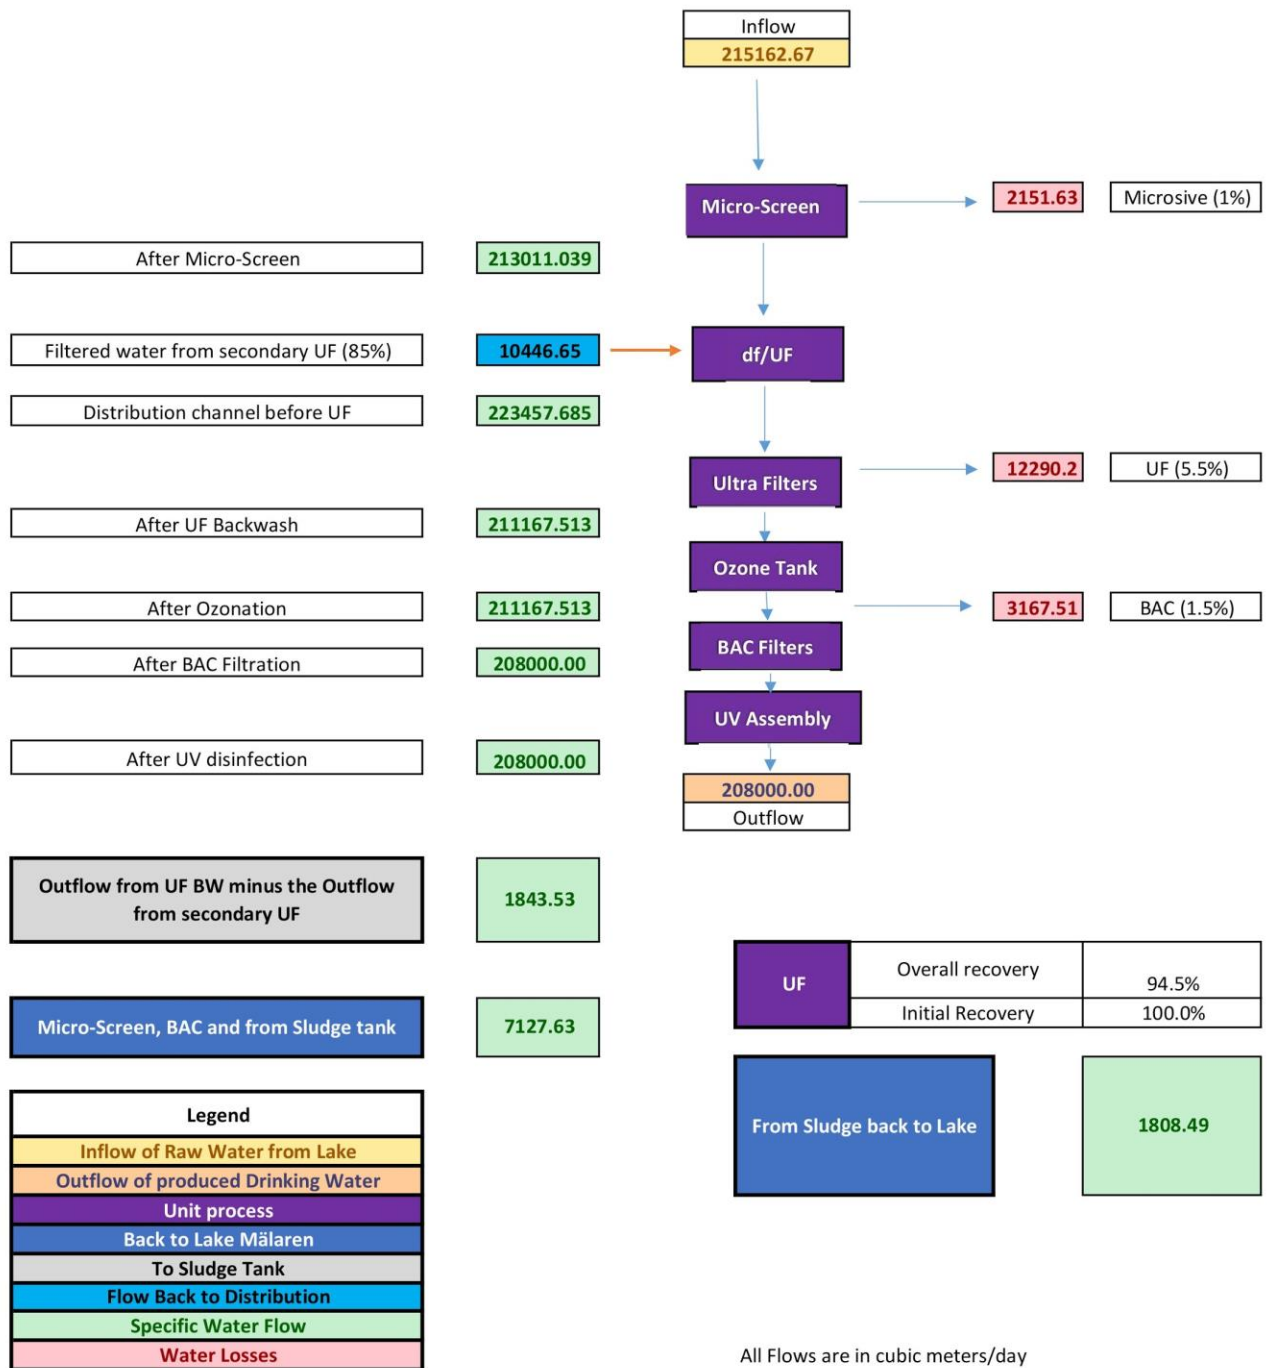 Inflow
215162.67
Micro-Screen
2151.63
Microsive (1%)
After Micro-Screen
213011.039
Filtered water from secondary UF (85%)
10446.65
df/UF
Distribution channel before UF
223457.685
Ultra Filters
12290.2
UF (5.5%)
After UF Backwash
211167.513
Ozone Tank
After Ozonation
211167.513
3167.51
BAC (1.5%)
After BAC Filtration
208000.00
BAC Filters
UV Assembly
After UV disinfection
208000.00
208000.00
Outflow
Outflow from UF BW minus the Outflow
from secondary UF
1843.53
UF
Overall recovery
94.5%
Initial Recovery
100.0%
Micro-Screen, BAC and from Sludge tank
7127.63
From Sludge back to Lake
1808.49
Legend
Inflow of Raw Water from Lake
Outflow of produced Drinking Water
Unit process
Back to Lake Mälaren
To Sludge Tank
Flow Back to Distribution
Specific Water Flow
Water Losses
All Flows are in cubic meters/day